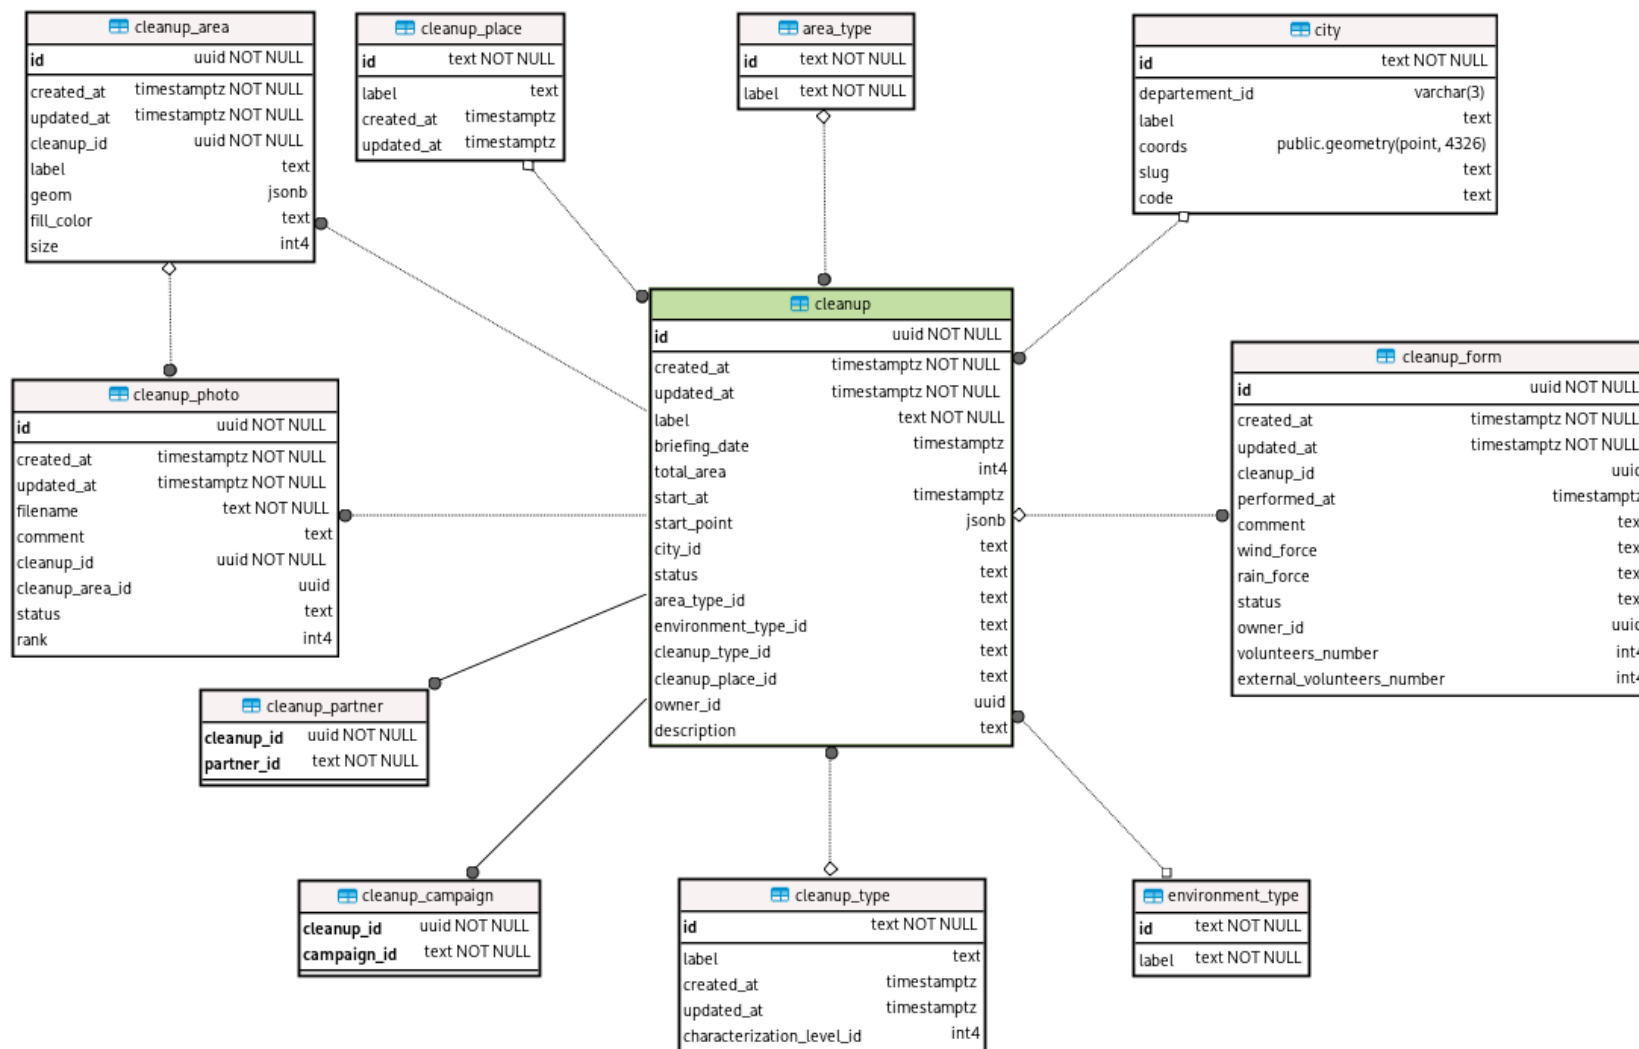 cleanup_area
id uuid NOT NULL
created_at timestamptz NOT NULL
updated_at timestamptz NOT NULL
cleanup_id uuid NOT NULL
label text
geom jsonb
fill_color text
size int4
cleanup_place
id text NOT NULL
label text
created_at timestamptz
updated_at timestamptz
area_type
id text NOT NULL
label text NOT NULL
city
id text NOT NULL
departement_id varchar(3)
label text
coords public.geometry(point, 4326)
slug text
code text
cleanup
id uuid NOT NULL
created_at timestamptz NOT NULL
updated_at timestamptz NOT NULL
label text NOT NULL
briefing_date timestamptz
total_area int4
start_at timestamptz
start_point jsonb
city_id text
status text
area_type_id text
environment_type_id text
cleanup_type_id text
cleanup_place_id text
owner_id uuid
description text
cleanup_form
id uuid NOT NULL
created_at timestamptz NOT NULL
updated_at timestamptz NOT NULL
cleanup_id uuid
performed_at timestamptz
comment tex
wind_force tex
rain_force tex
status tex
owner_id uuid
volunteers_number int4
external_volunteers_number int4
cleanup_photo
id uuid NOT NULL
created_at timestamptz NOT NULL
updated_at timestamptz NOT NULL
filename text NOT NULL
comment text
cleanup_id uuid NOT NULL
cleanup_area_id uuid
status text
rank int4
cleanup_partner
cleanup_id uuid NOT NULL
partner_id text NOT NULL
cleanup_campaign
cleanup_id uuid NOT NULL
campaign_id text NOT NULL
cleanup_type
id text NOT NULL
label text
created_at timestamptz
updated_at timestamptz
characterization_level_id int4
environment_type
id text NOT NULL
label text NOT NULL